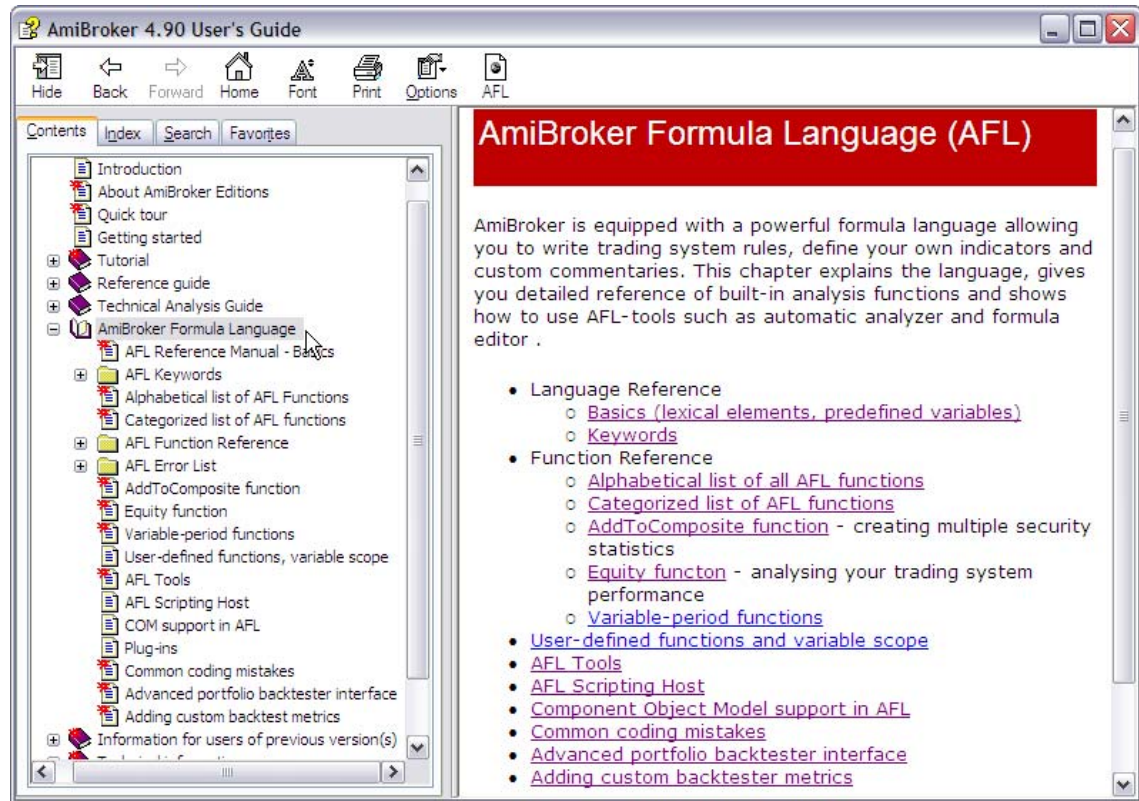 AmiBroker 4.90 User's Guide
Hide Back Forward Home Font Print Options AFL
Contents Index Search Favorites
Introduction
About AmiBroker Editions
Quick tour
Getting started
Tutorial
Reference guide
Technical Analysis Guide
AmiBroker Formula Language
AFL Reference Manual - Basics
AFL Keywords
Alphabetical list of AFL Functions
Categorized list of AFL functions
AFL Function Reference
AFL Error List
AddToComposite function
Equity function
Variable-period functions
User-defined functions, variable scope
AFL Tools
AFL Scripting Host
COM support in AFL
Plug-ins
Common coding mistakes
Advanced portfolio backtester interface
Adding custom backtest metrics
Information for users of previous version(s)
AmiBroker Formula Language (AFL)
AmiBroker is equipped with a powerful formula language allowing
you to write trading system rules, define your own indicators and
custom commentaries. This chapter explains the language, gives
you detailed reference of built-in analysis functions and shows
how to use AFL-tools such as automatic analyzer and formula
editor .
• Language Reference
o Basics (lexical elements, predefined variables)
o Keywords
• Function Reference
o Alphabetical list of all AFL functions
o Categorized list of AFL functions
o AddToComposite function - creating multiple security
statistics
o Equity functon - analysing your trading system
performance
o Variable-period functions
• User-defined functions and variable scope
• AFL Tools
• AFL Scripting Host
• Component Object Model support in AFL
• Common coding mistakes
• Advanced portfolio backtester interface
• Adding custom backtester metrics